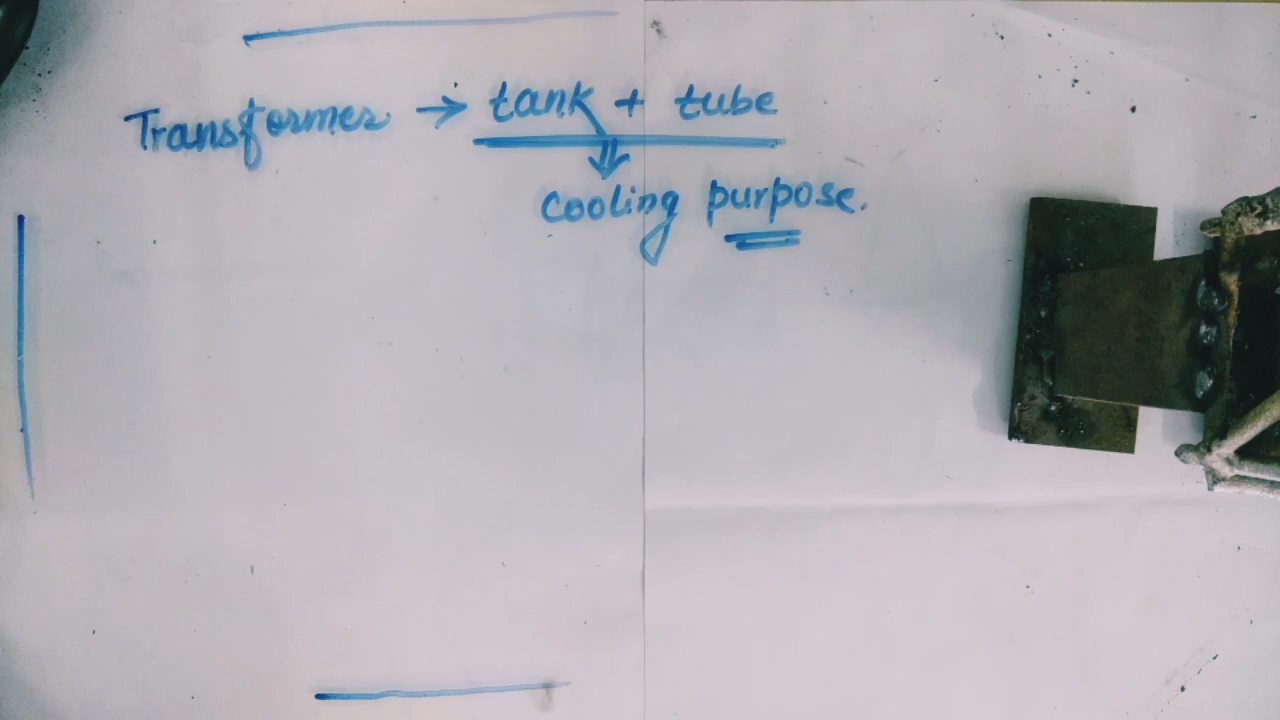 Transformer → tank + tube
⇓
Cooling purpose.